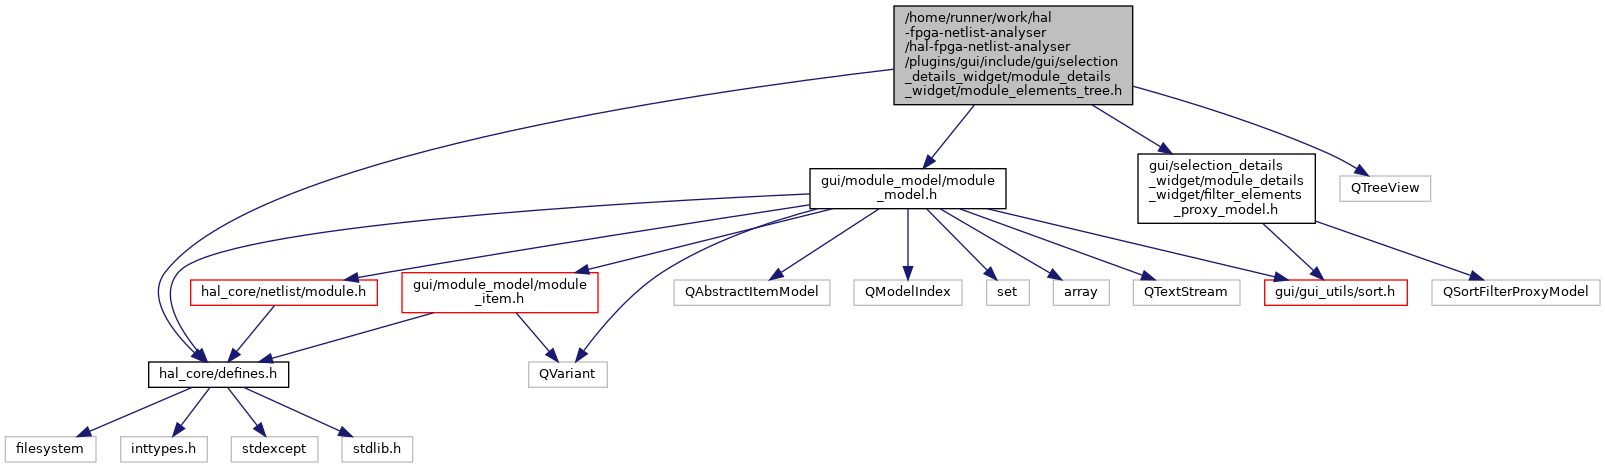 /home/runner/work/hal
-fpga-netlist-analyser
/hal-fpga-netlist-analyser
/plugins/gui/include/gui/selection
_details_widget/module_details
_widget/module_elements_tree.h
gui/module_model/module
_model.h
gui/selection_details
_widget/module_details
_widget/filter_elements
_proxy_model.h
QTreeView
hal_core/netlist/module.h
gui/module_model/module
_item.h
QAbstractItemModel
QModelIndex
set
array
QTextStream
gui/gui_utils/sort.h
QSortFilterProxyModel
hal_core/defines.h
QVariant
filesystem
inttypes.h
stdexcept
stdlib.h